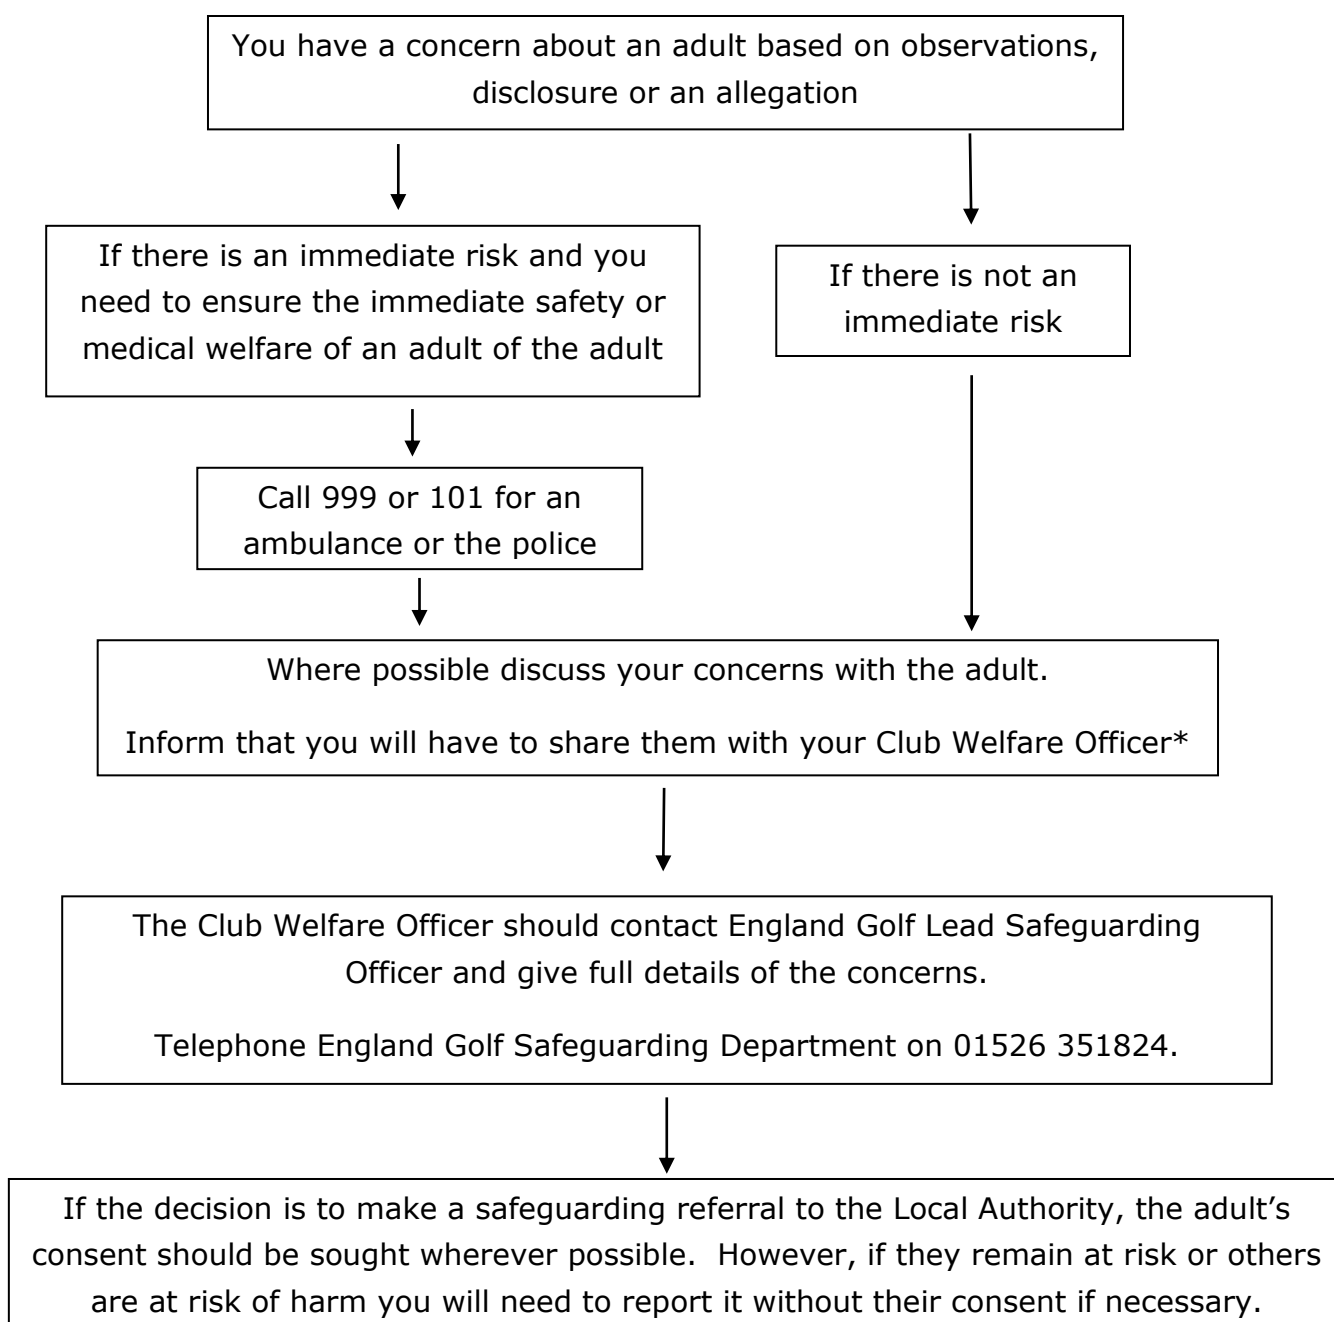 You have a concern about an adult based on observations,
disclosure or an allegation
If there is an immediate risk and you
need to ensure the immediate safety or
medical welfare of an adult of the adult
If there is not an
immediate risk
Call 999 or 101 for an
ambulance or the police
Where possible discuss your concerns with the adult.
Inform that you will have to share them with your Club Welfare Officer*
The Club Welfare Officer should contact England Golf Lead Safeguarding
Officer and give full details of the concerns.
Telephone England Golf Safeguarding Department on 01526 351824.
If the decision is to make a safeguarding referral to the Local Authority, the adult’s
consent should be sought wherever possible.  However, if they remain at risk or others
are at risk of harm you will need to report it without their consent if necessary.